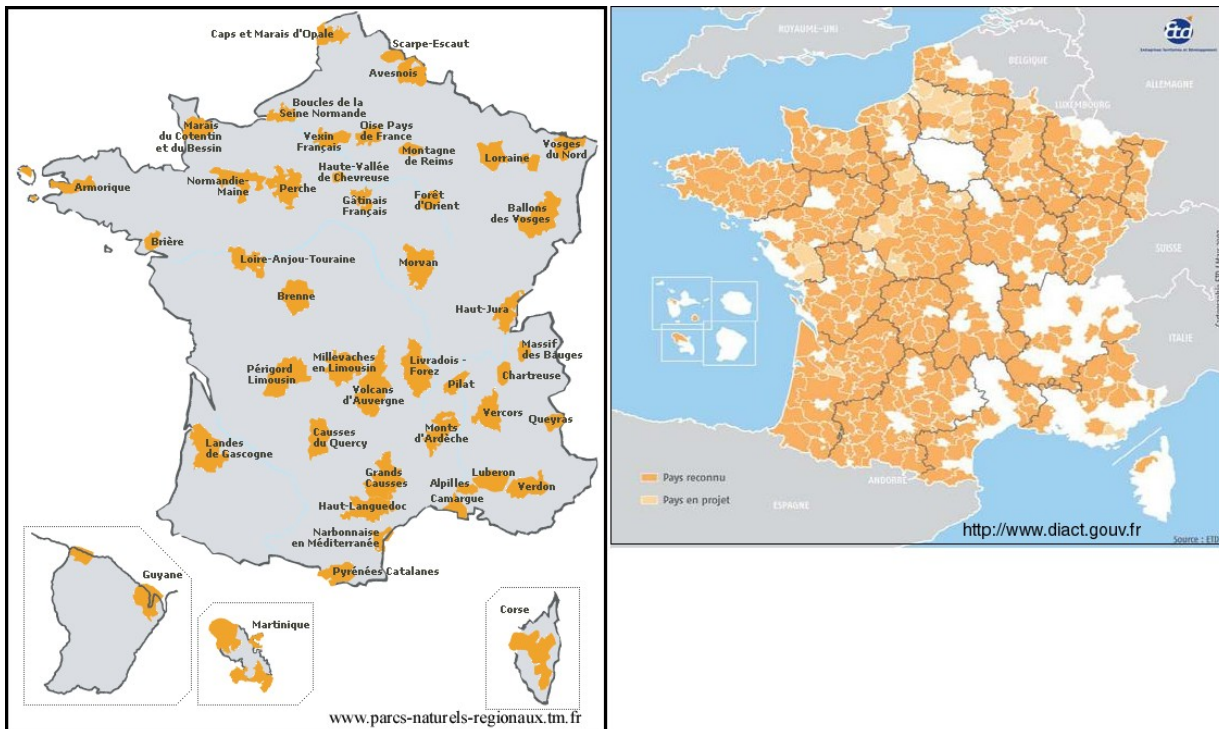 Caps et Marais d'Opale
Scarpe-Escaut
Avesnois
Boucles de la
Seine Normande
Marais
du Cotentin
et du Bessin
Vexin
Français
Oise Pays
de France
Montagne
de Reims
Lorraine
Vosges
du Nord
Armorique
Normandie-
Maine
Perche
Haute-Vallée
de Chevreuse
Gâtinais
Français
Forêt
d'Orient
Ballons
des Vosges
Brière
Loire-Anjou-Touraine
Morvan
Brenne
Haut-Jura
Massif
des Bauges
Périgord
Limousin
Millevaches
en Limousin
Livradois -
Forez
Pilat
Chartreuse
Volcans
d'Auvergne
Vercors
Queyras
Monts
d'Ardèche
Causses
du Quercy
Landes
de Gascogne
Grands
Causses
Alpilles
Luberon
Verdon
Camargue
Haut-Languedoc
Narbonnaise
en Méditerranée
Pyrénées Catalanes
Guyane
Martinique
Corse
www.parcs-naturels-regionaux.tm.fr
ROYAUME-UNI
BELGIQUE
ALLEMAGNE
LUXEMBOURG
SUISSE
ITALIE
ANDORRE
ESPAGNE
Etd
Entreprises Territoires et Développement
Pays reconnu
Pays en projet
http://www.diact.gouv.fr
Source : ETD